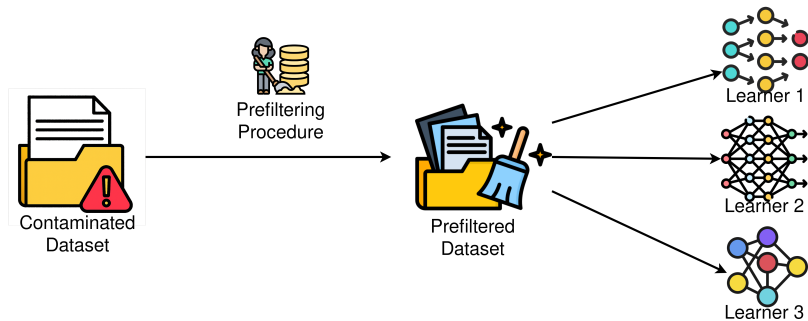 Prefiltering
Procedure
Contaminated
Dataset
Prefiltered
Dataset
Learner 1
Learner 2
Learner 3